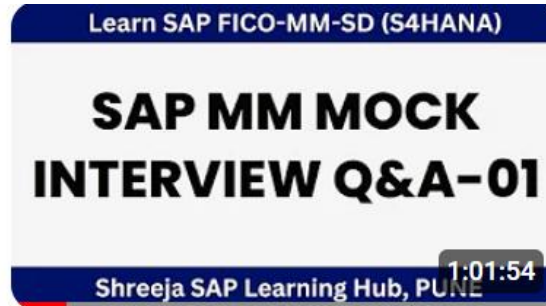 Learn SAP FICO-MM-SD (S4HANA)
SAP MM MOCK
INTERVIEW Q&A-01
1:01:54
Shreeja SAP Learning Hub, PUNE